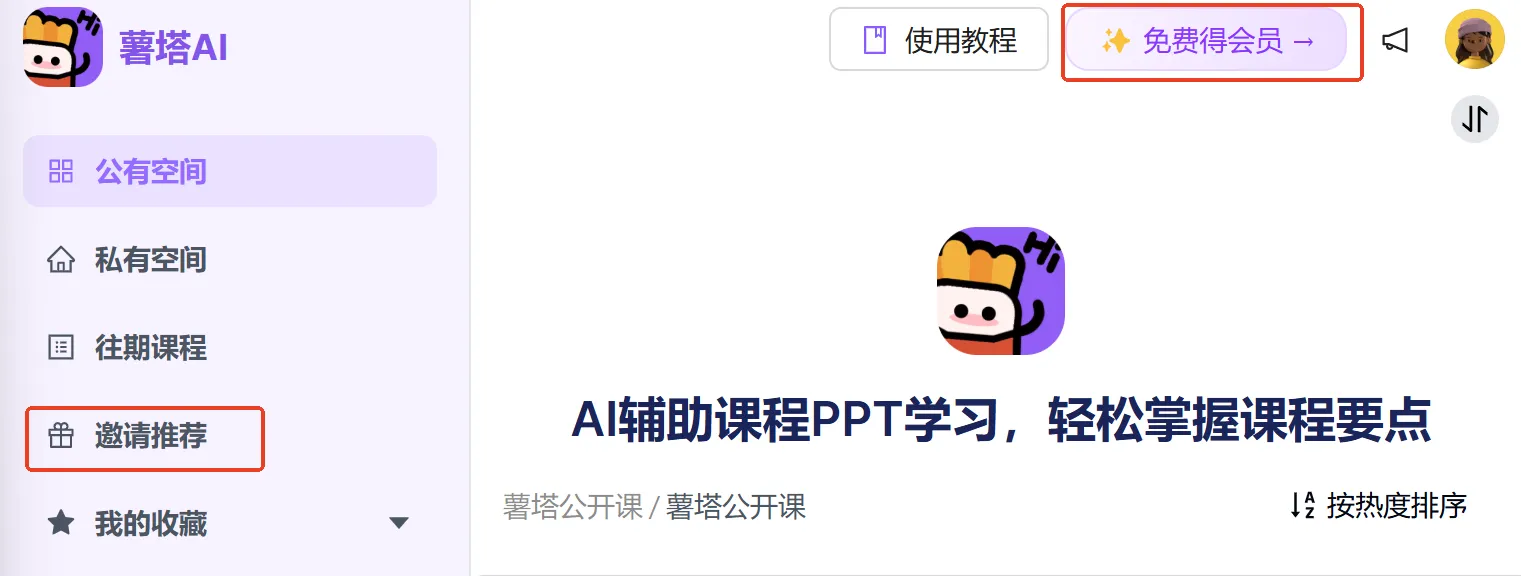 Hi
薯塔AI
使用教程
✨ 免费得会员 →
公有空间
私有空间
往期课程
邀请推荐
我的收藏
Hi
AI辅助课程PPT学习，轻松掌握课程要点
薯塔公开课 / 薯塔公开课
AZ 按热度排序